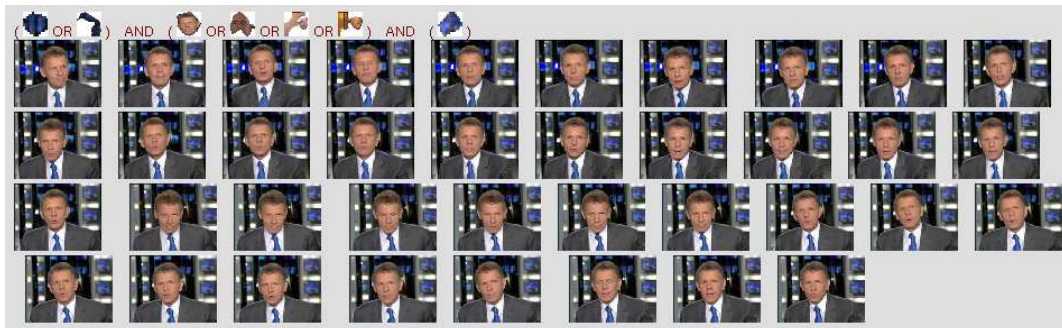 ( OR ) AND ( OR OR OR ) AND ( )